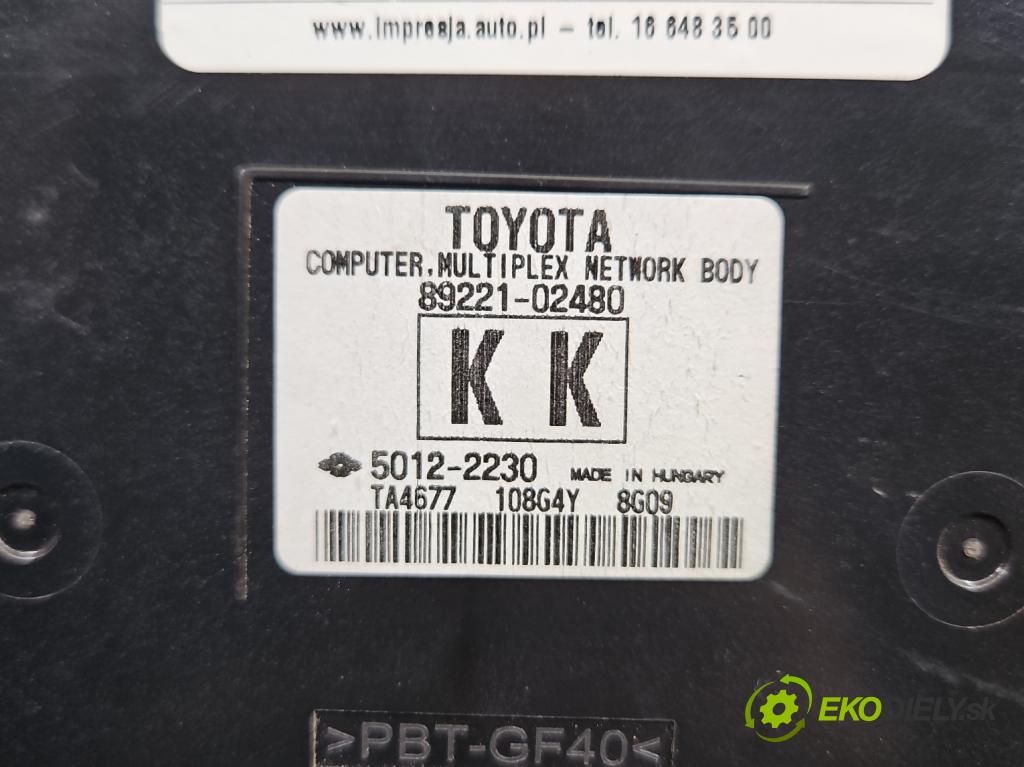 www.impresja.auto.pl – tel. 16 648 35 00
TOYOTA
COMPUTER,MULTIPLEX NETWORK BODY
89221-02480
K K
5012-2230 MADE IN HUNGARY
TA4677 108G4Y 8G09
>PBT-GF40<
EKODIELY.sk